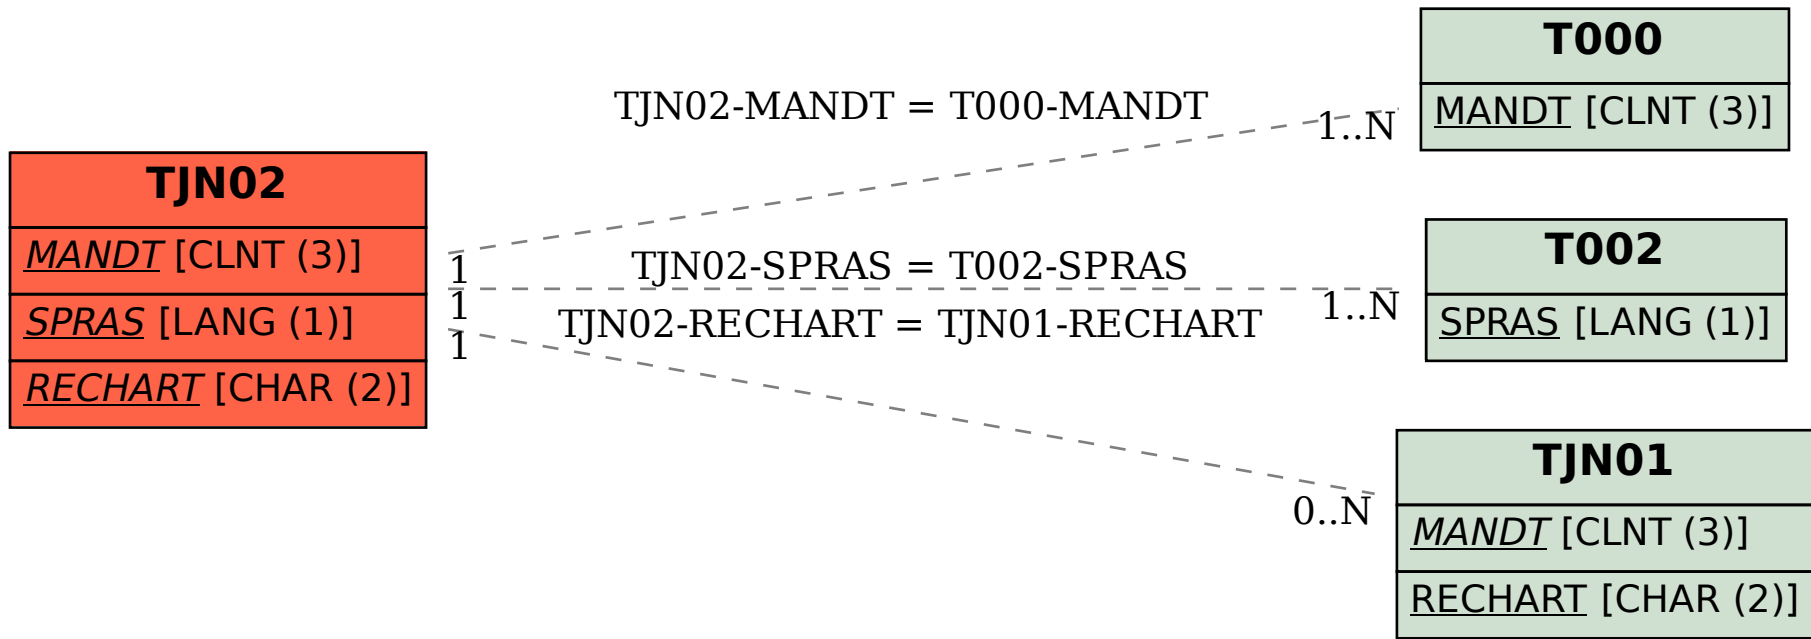 TJN02
MANDT [CLNT (3)]
SPRAS [LANG (1)]
RECHART [CHAR (2)]
TJN02-MANDT = T000-MANDT
1
1..N
TJN02-SPRAS = T002-SPRAS
1
1..N
TJN02-RECHART = TJN01-RECHART
1
0..N
T000
MANDT [CLNT (3)]
T002
SPRAS [LANG (1)]
TJN01
MANDT [CLNT (3)]
RECHART [CHAR (2)]